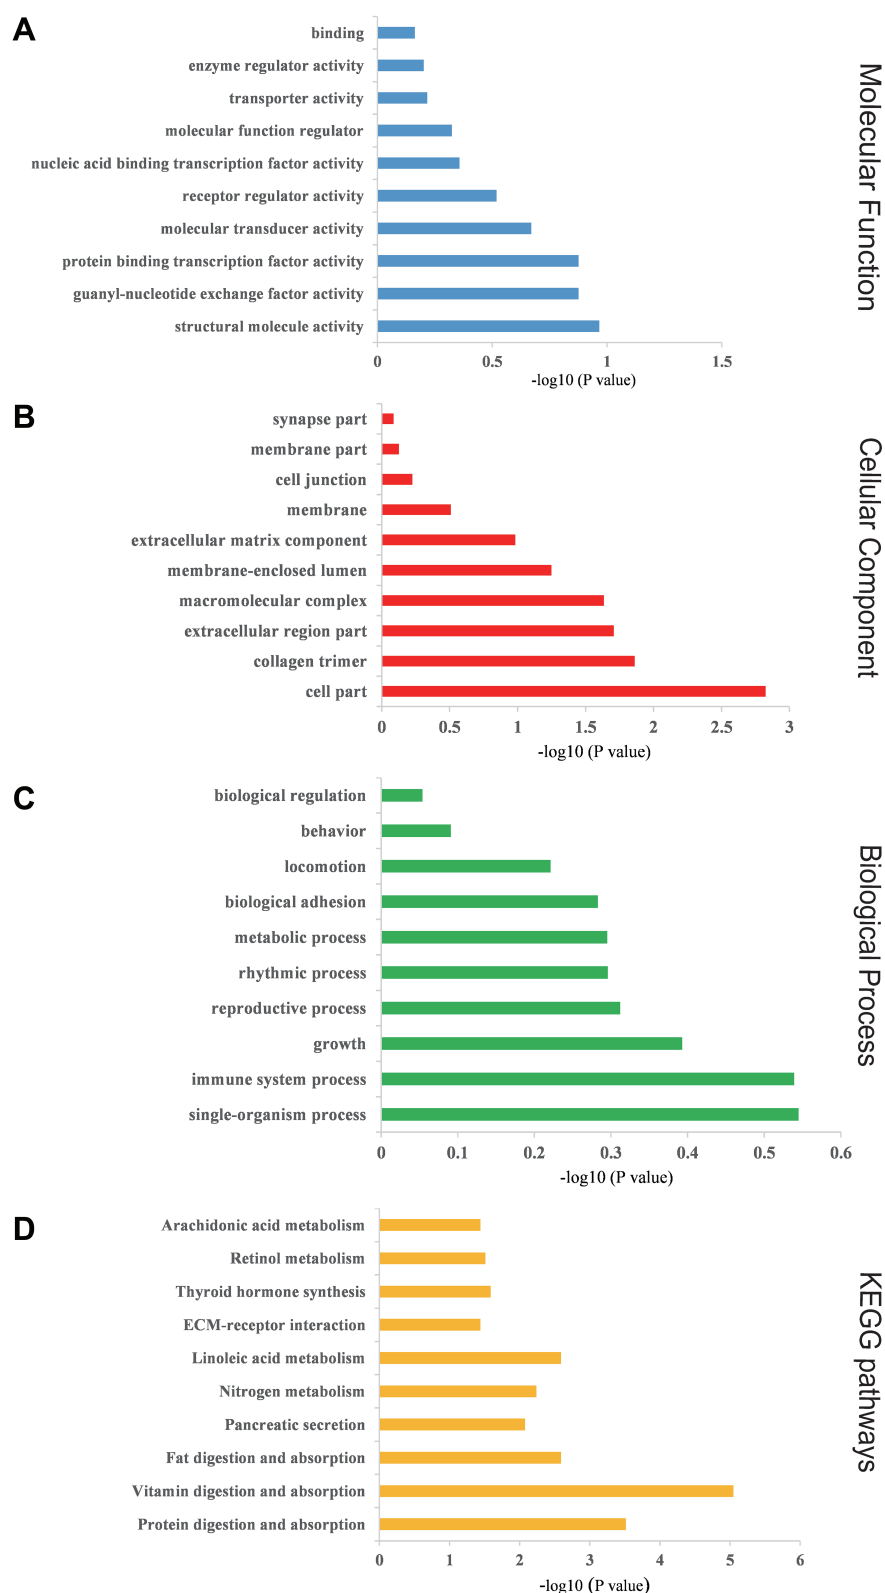 A
binding
enzyme regulator activity
transporter activity
molecular function regulator
nucleic acid binding transcription factor activity
receptor regulator activity
molecular transducer activity
protein binding transcription factor activity
guanyl-nucleotide exchange factor activity
structural molecule activity
0 0.5 1 1.5
-log10 (P value)
Molecular Function
B
synapse part
membrane part
cell junction
membrane
extracellular matrix component
membrane-enclosed lumen
macromolecular complex
extracellular region part
collagen trimer
cell part
0 0.5 1 1.5 2 2.5 3
-log10 (P value)
Cellular Component
C
biological regulation
behavior
locomotion
biological adhesion
metabolic process
rhythmic process
reproductive process
growth
immune system process
single-organism process
0 0.1 0.2 0.3 0.4 0.5 0.6
-log10 (P value)
Biological Process
D
Arachidonic acid metabolism
Retinol metabolism
Thyroid hormone synthesis
ECM-receptor interaction
Linoleic acid metabolism
Nitrogen metabolism
Pancreatic secretion
Fat digestion and absorption
Vitamin digestion and absorption
Protein digestion and absorption
0 1 2 3 4 5 6
-log10 (P value)
KEGG pathways